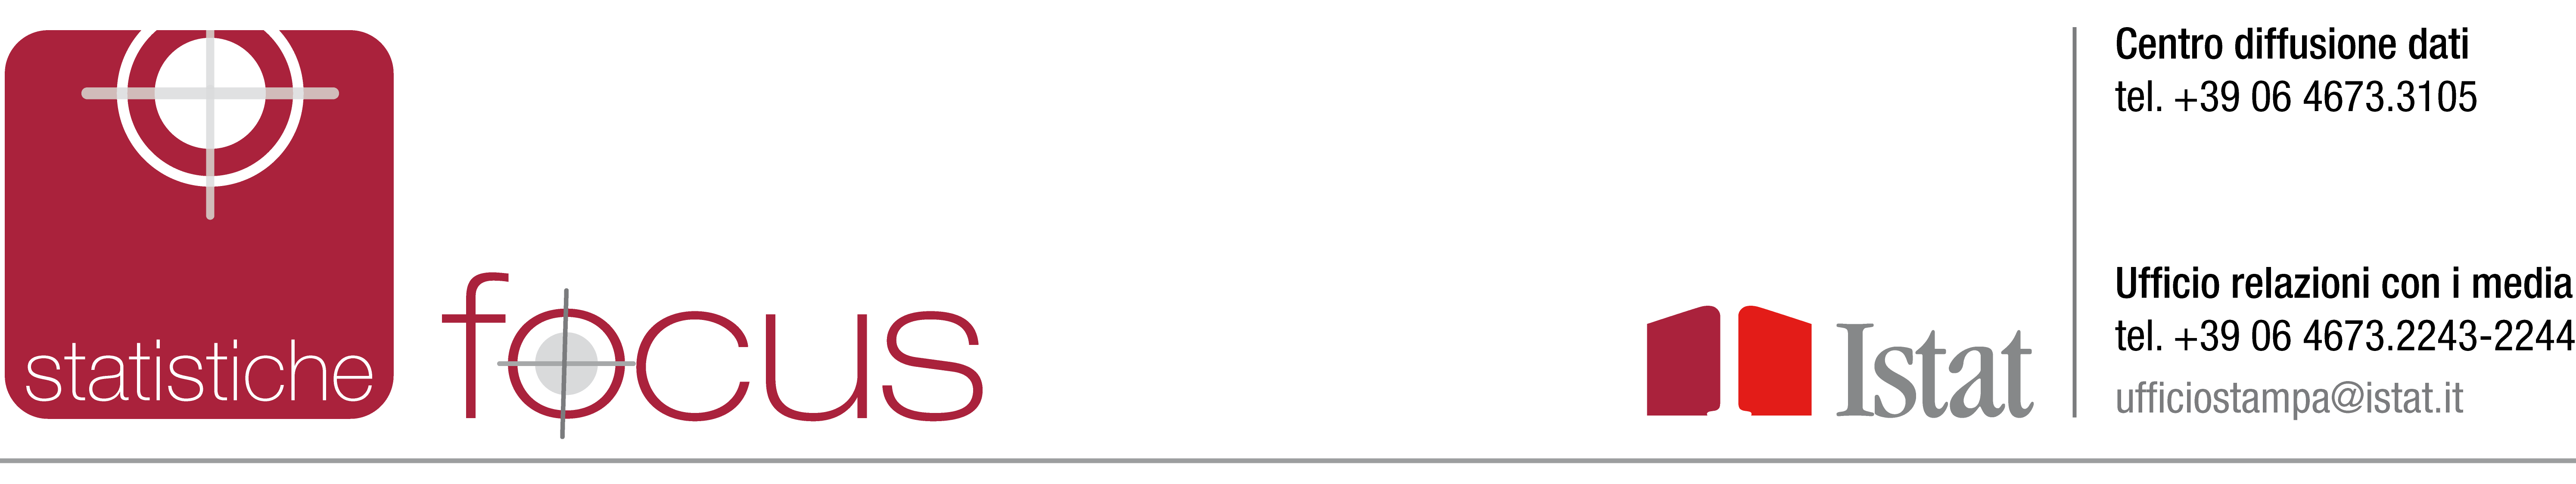 statistiche
focus
Istat
Centro diffusione dati
tel. +39 06 4673.3105
Ufficio relazioni con i media
tel. +39 06 4673.2243-2244
ufficiostampa@istat.it